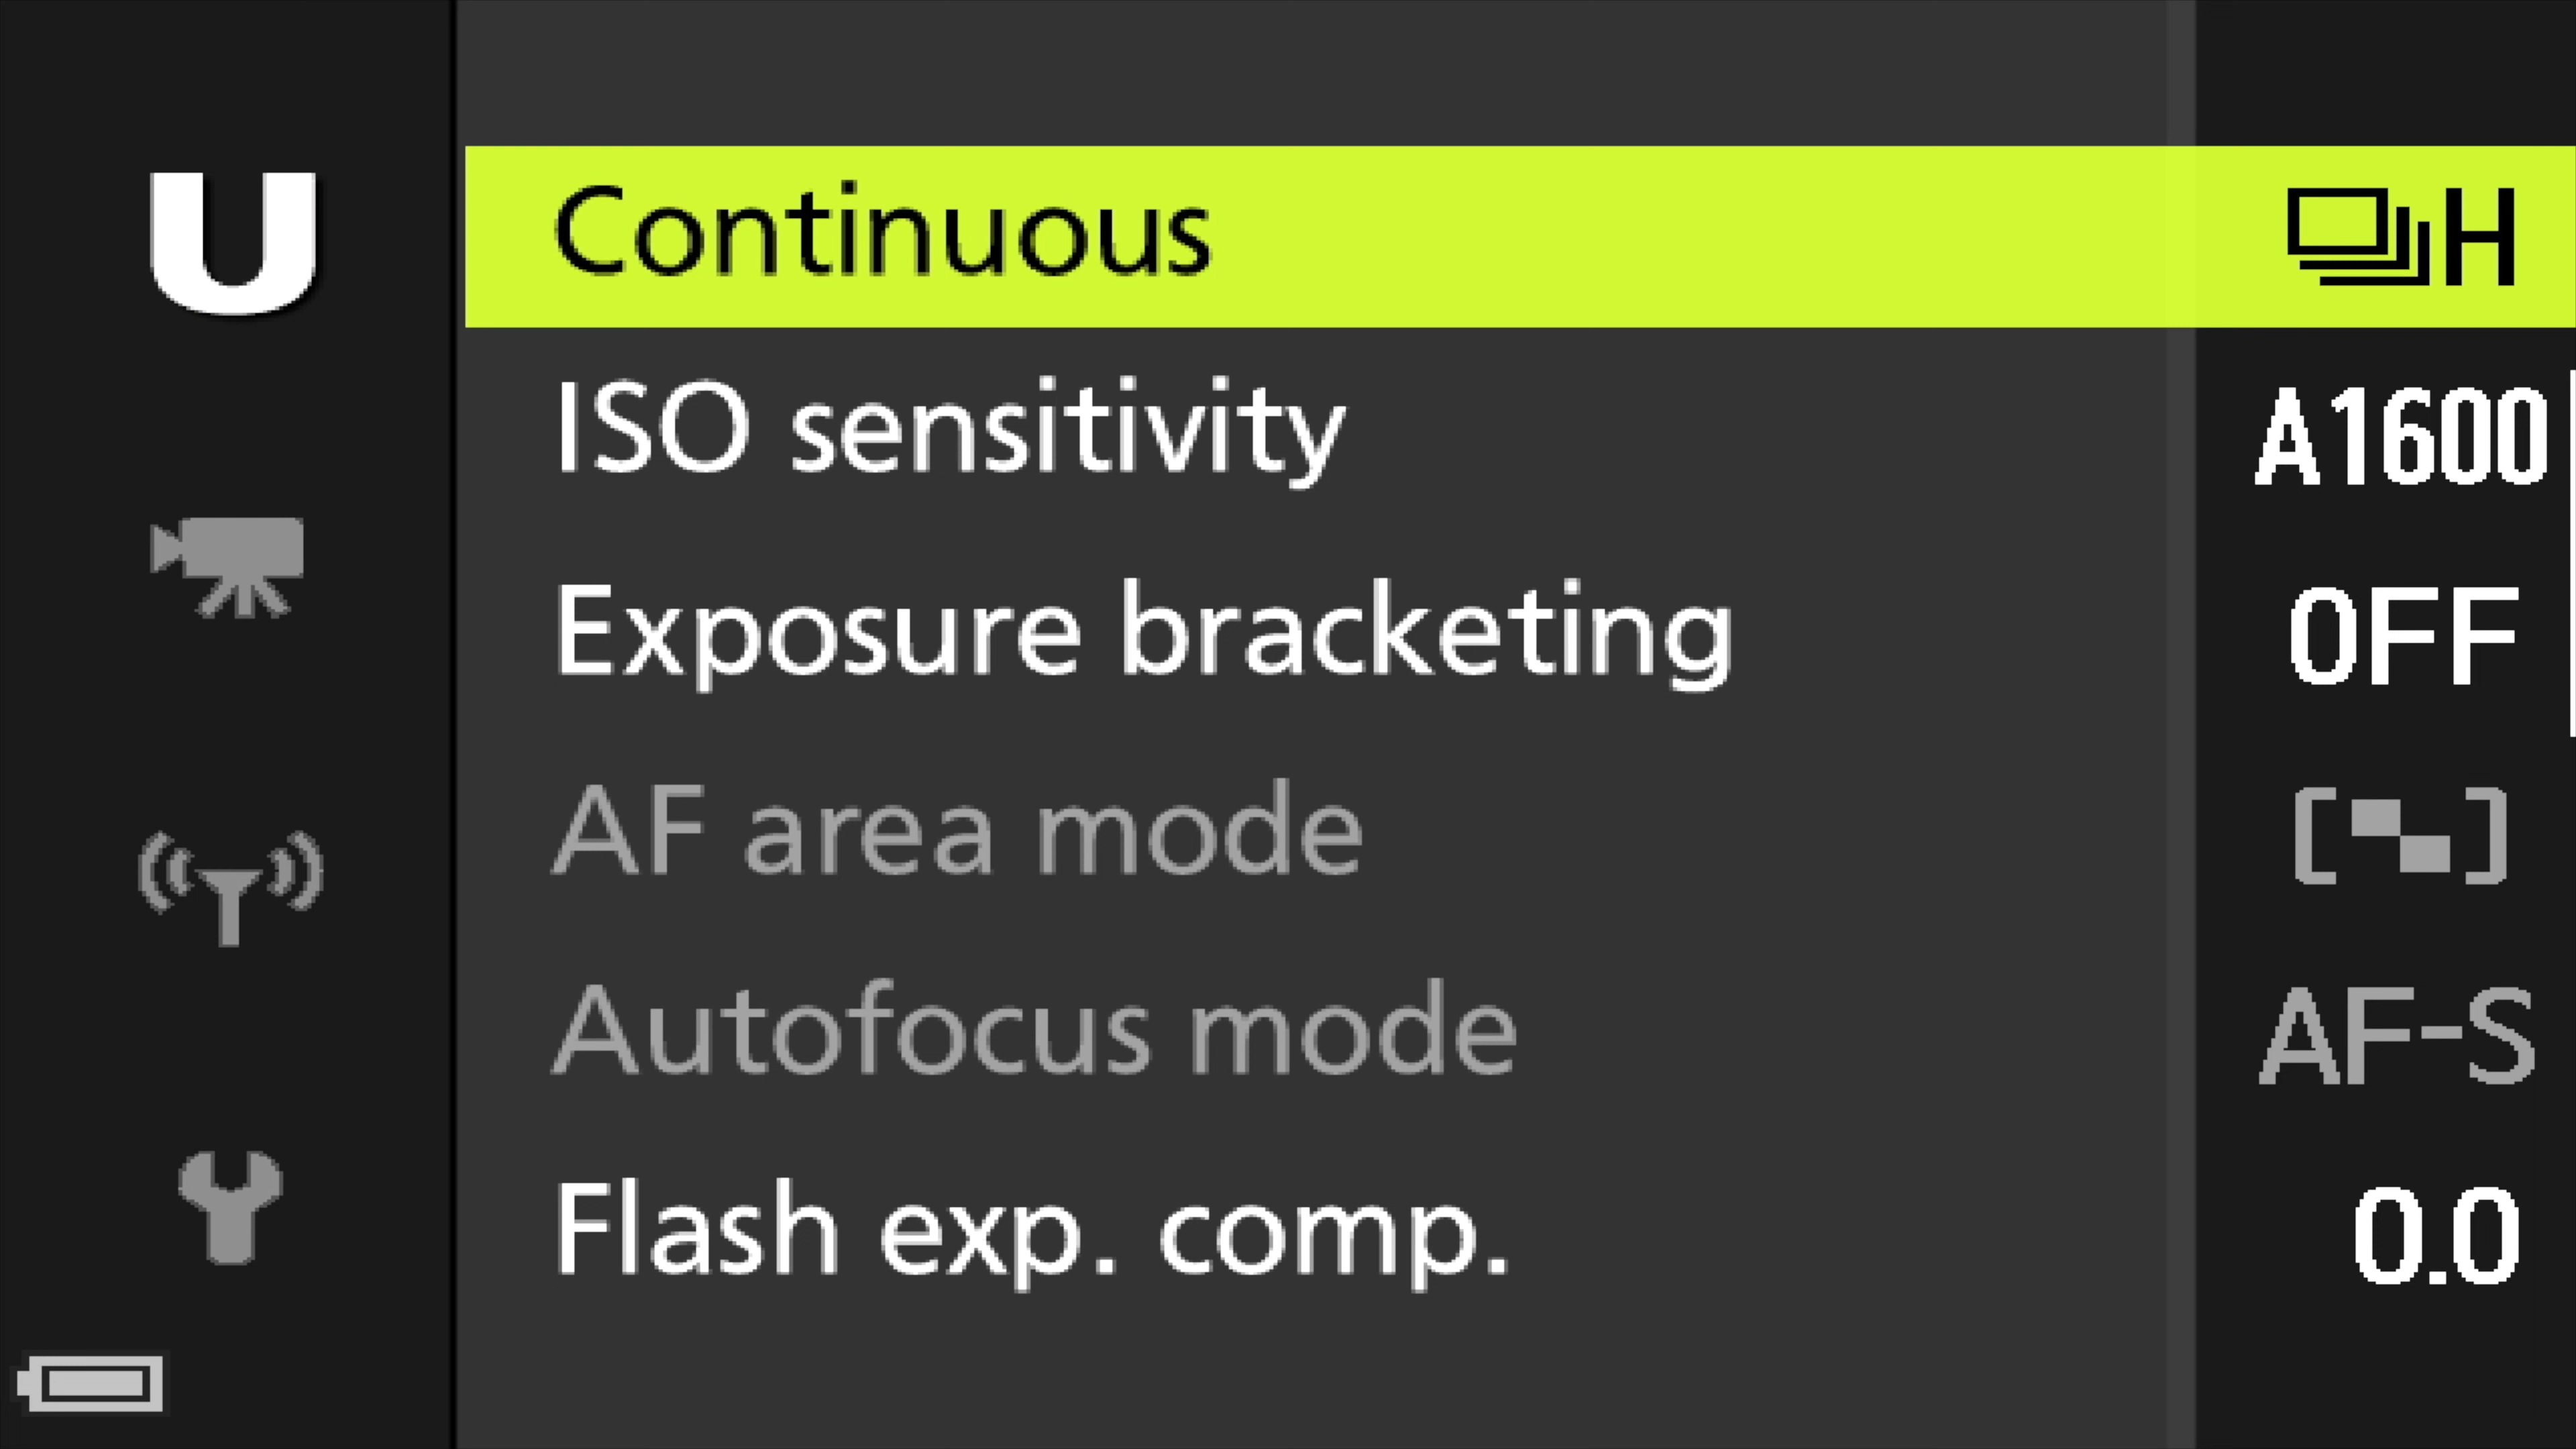 U
Continuous H
ISO sensitivity A1600
Exposure bracketing OFF
AF area mode
Autofocus mode AF-S
Flash exp. comp. 0.0